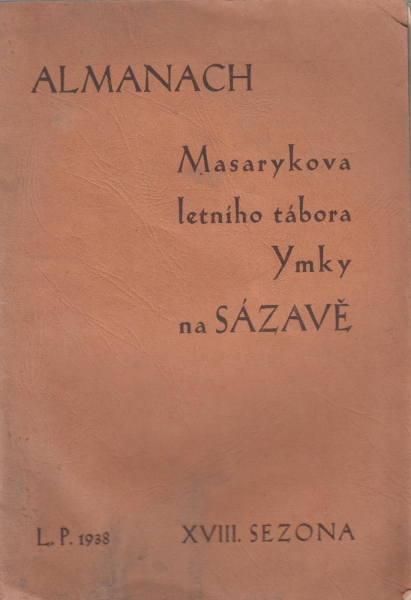 ALMANACH
Masarykova
letního tábora
Ymky
na SÁZAVĚ
L. P. 1938 XVIII. SEZONA